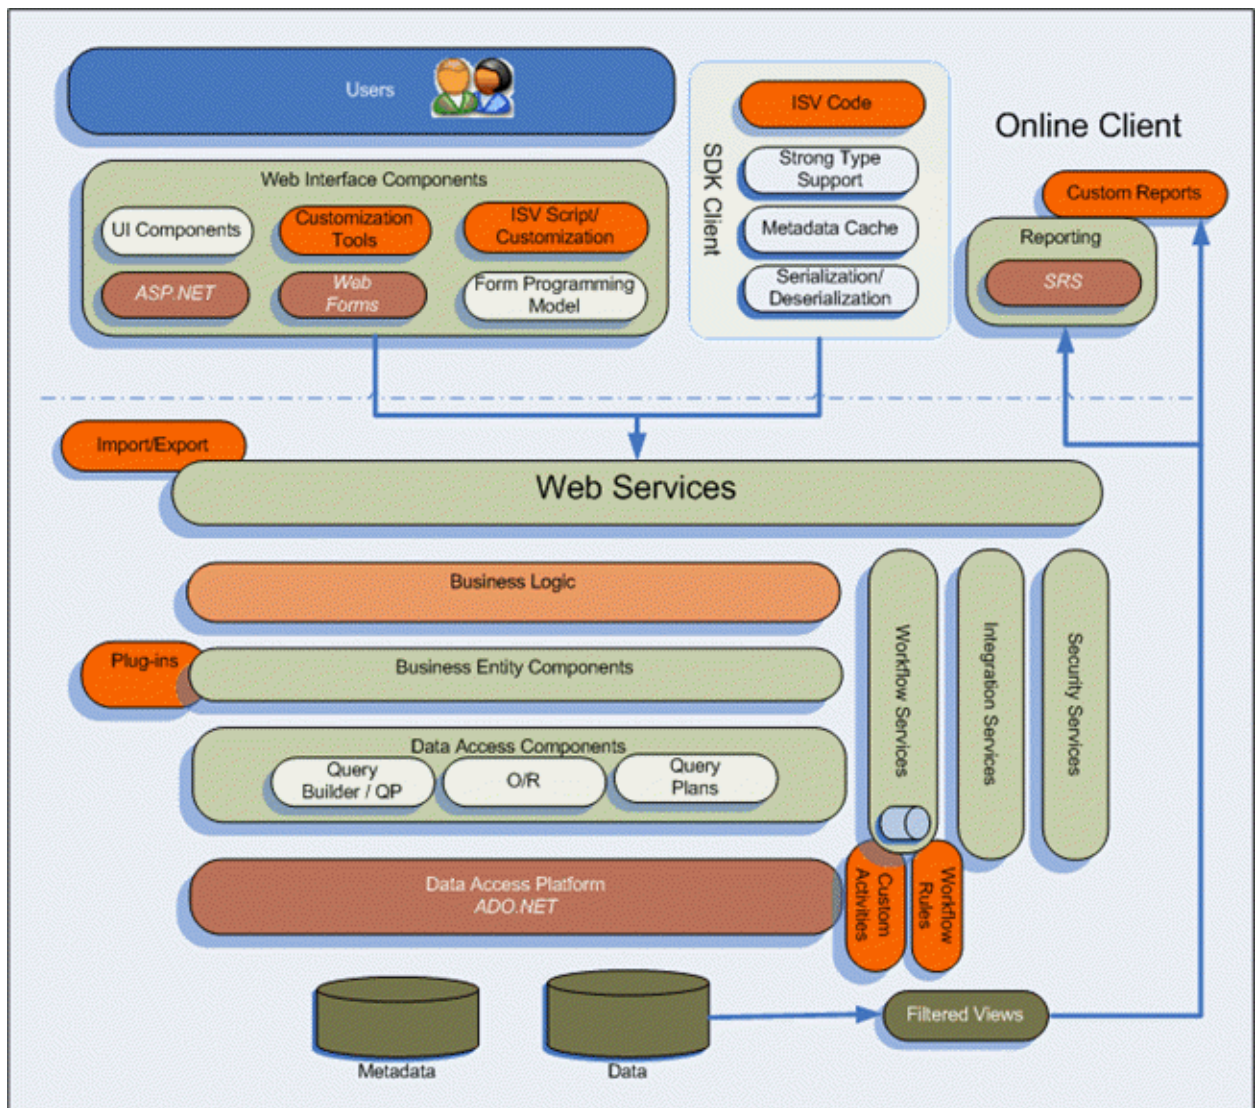 Users
Web Interface Components
UI Components
Customization
Tools
ISV Script/
Customization
ASP.NET
Web
Forms
Form Programming
Model
SDK Client
ISV Code
Strong Type
Support
Metadata Cache
Serialization/
Deserialization
Online Client
Custom Reports
Reporting
SRS
Import/Export
Web Services
Business Logic
Plug-ins
Business Entity Components
Data Access Components
Query
Builder / QP
O/R
Query
Plans
Data Access Platform
ADO.NET
Workflow Services
Integration Services
Security Services
Custom
Activities
Workflow
Rules
Metadata
Data
Filtered Views